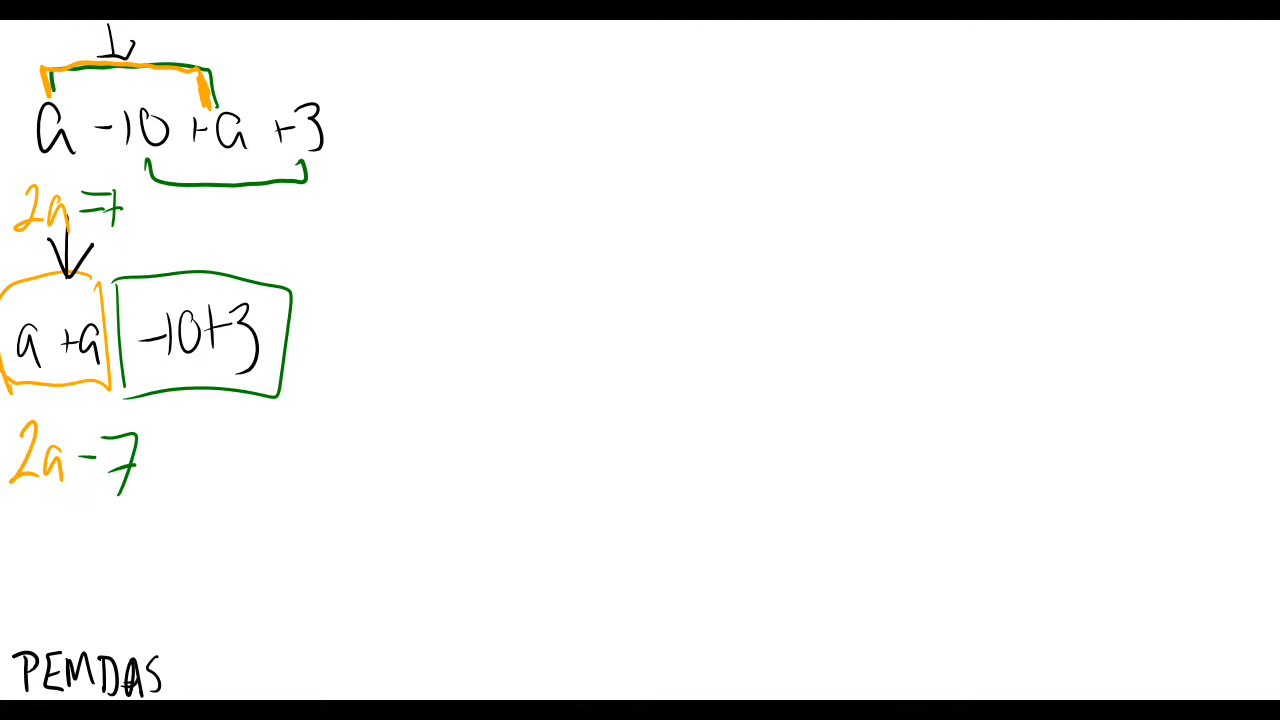 a -10 +a +3
2a =7
a +a -10+3
2a -7
PEMDAS